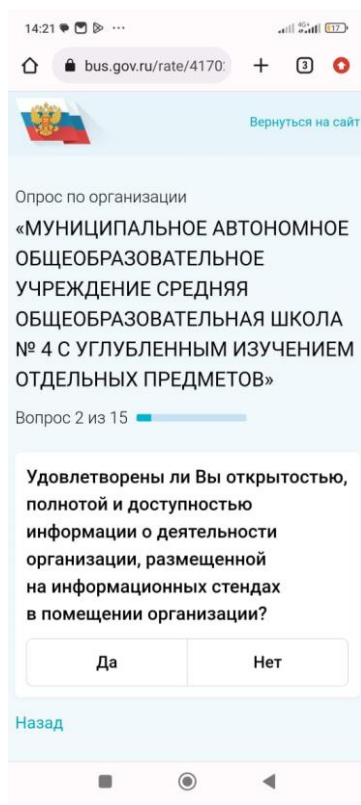 14:21
4G+
17
bus.gov.ru/rate/4170
3
Вернуться на сайт
Опрос по организации
«МУНИЦИПАЛЬНОЕ АВТОНОМНОЕ
ОБЩЕОБРАЗОВАТЕЛЬНОЕ
УЧРЕЖДЕНИЕ СРЕДНЯЯ
ОБЩЕОБРАЗОВАТЕЛЬНАЯ ШКОЛА
№ 4 С УГЛУБЛЕННЫМ ИЗУЧЕНИЕМ
ОТДЕЛЬНЫХ ПРЕДМЕТОВ»
Вопрос 2 из 15
Удовлетворены ли Вы открытостью,
полнотой и доступностью
информации о деятельности
организации, размещенной
на информационных стендах
в помещении организации?
Да Нет
Назад